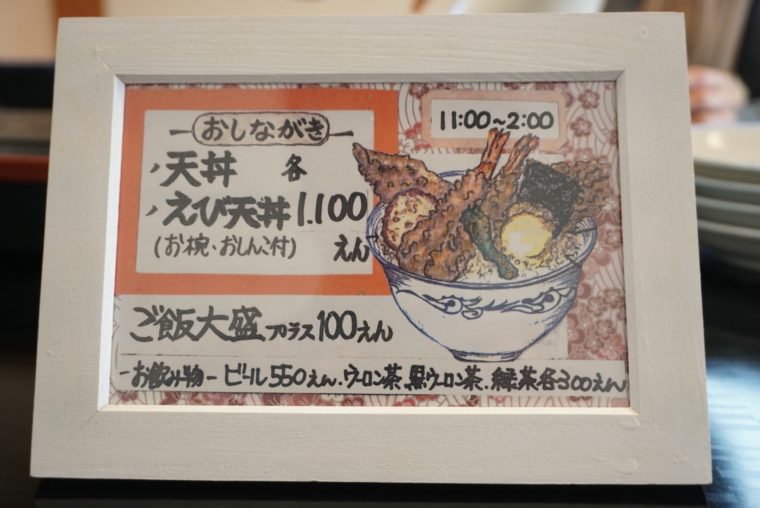 おしながき
11:00~2:00
天丼 各
えび天丼 1.100
(お椀、おしんこ付) えん
ご飯大盛プラス100えん
-お飲み物- ビール550えん.ウーロン茶.黒ウーロン茶.緑茶各300えん